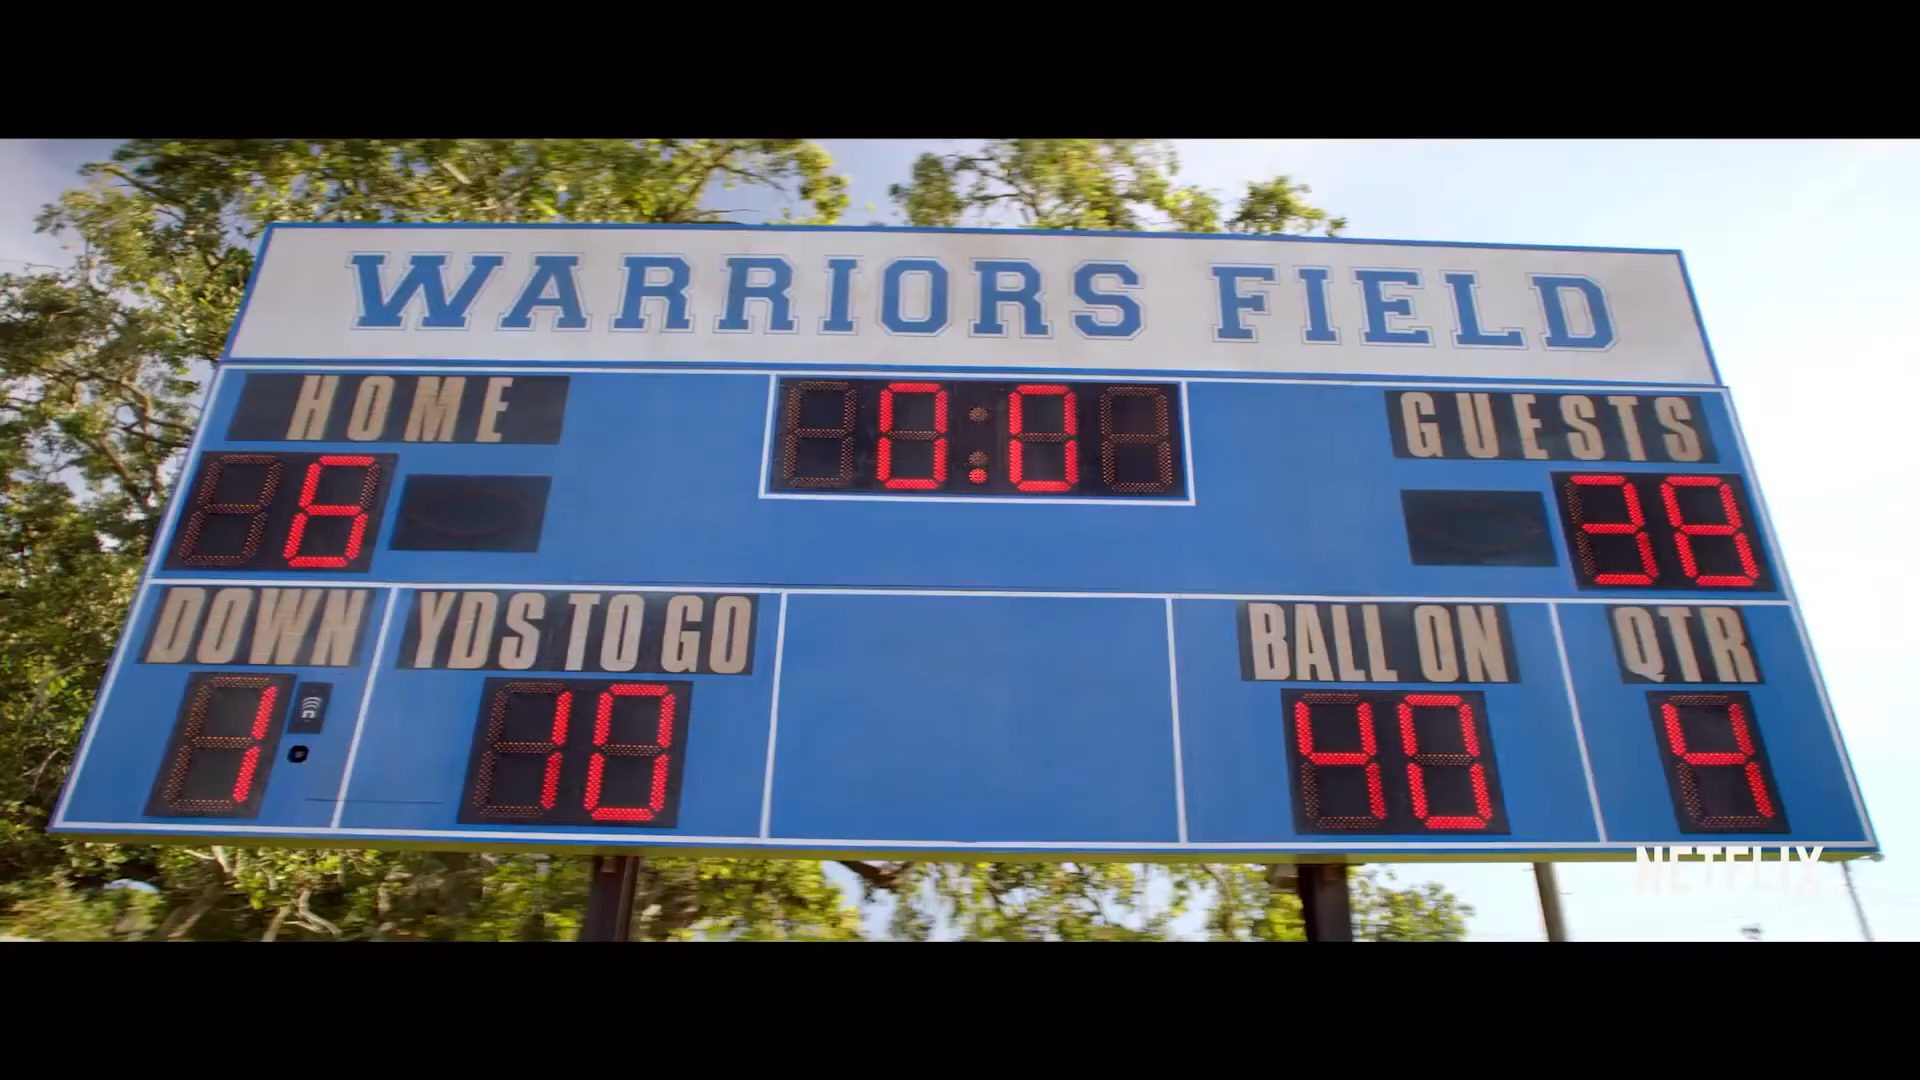 WARRIORS FIELD
HOME
0.0
GUESTS
6
38
DOWN
YDS TO GO
BALL ON
QTR
1
10
40
4
NETFLIX